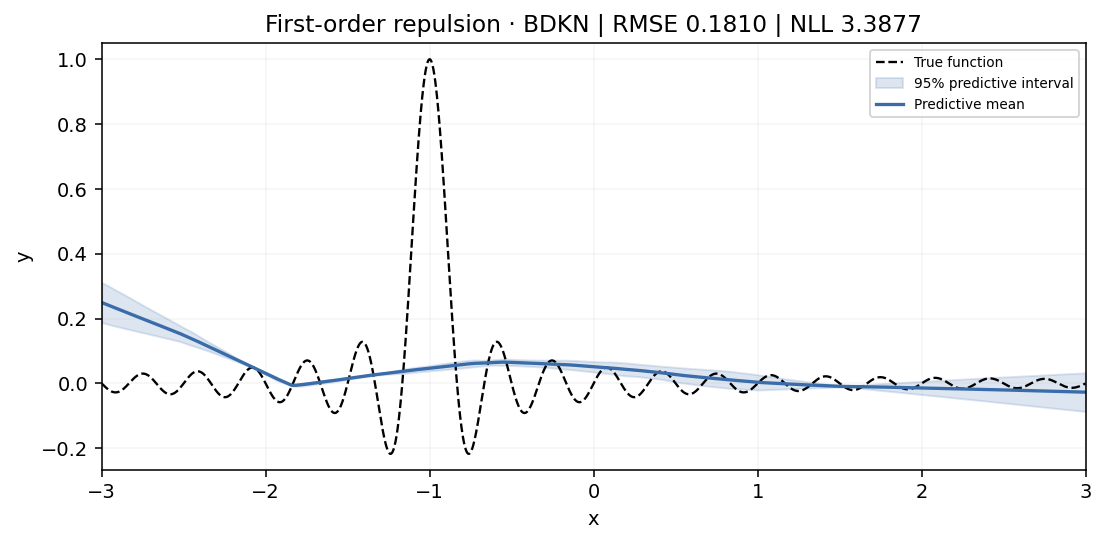 First-order repulsion · BDKN | RMSE 0.1810 | NLL 3.3877
True function
95% predictive interval
Predictive mean
1.0
0.8
0.6
0.4
0.2
0.0
−0.2
y
−3
−2
−1
0
1
2
3
x